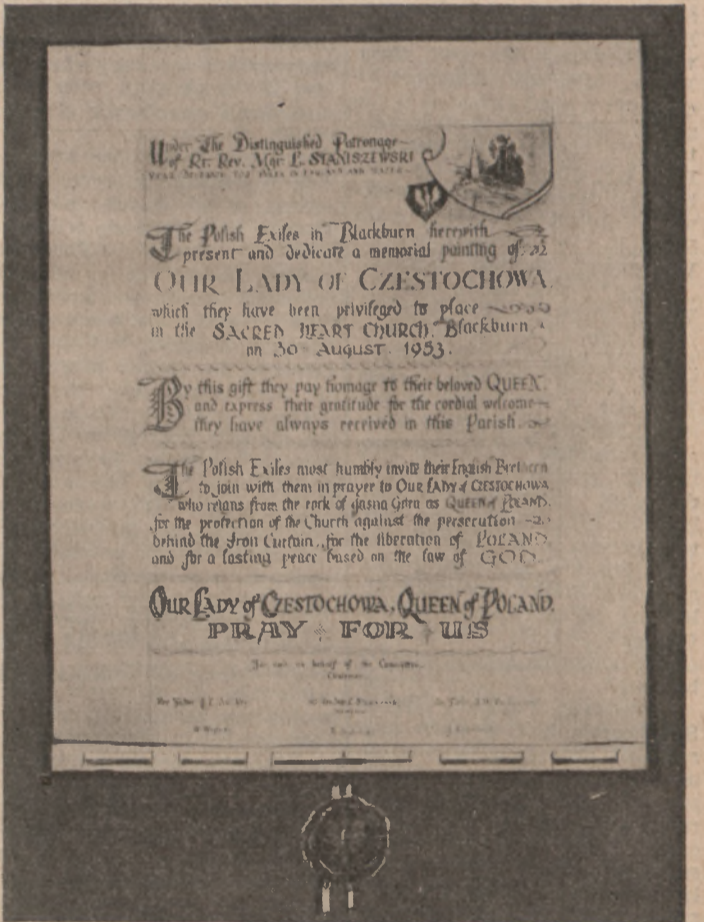 Under The Distinguished Patronage
of Rt. Rev. Mgr. STANISZEWSKI
The Polish Exiles in Blackburn herewith
present and dedicate a memorial painting of
OUR LADY OF CZESTOCHOWA
which they have been privileged to place
in the SACRED HEART CHURCH, Blackburn
on 30 AUGUST 1953.
By this gift they pay homage to their beloved QUEEN
and express their gratitude for the cordial welcome
they have always received in this Parish.
The Polish Exiles most humbly invite their English Brethren
to join with them in prayer to OUR LADY of CZESTOCHOWA,
who reigns from the rock of Jasna Góra as QUEEN of POLAND,
for the protection of the Church against the persecution
behind the Iron Curtain, for the liberation of POLAND
and for a lasting peace based on the law of GOD.
OUR LADY of CZESTOCHOWA, QUEEN of POLAND,
PRAY FOR US
on behalf of the Committee